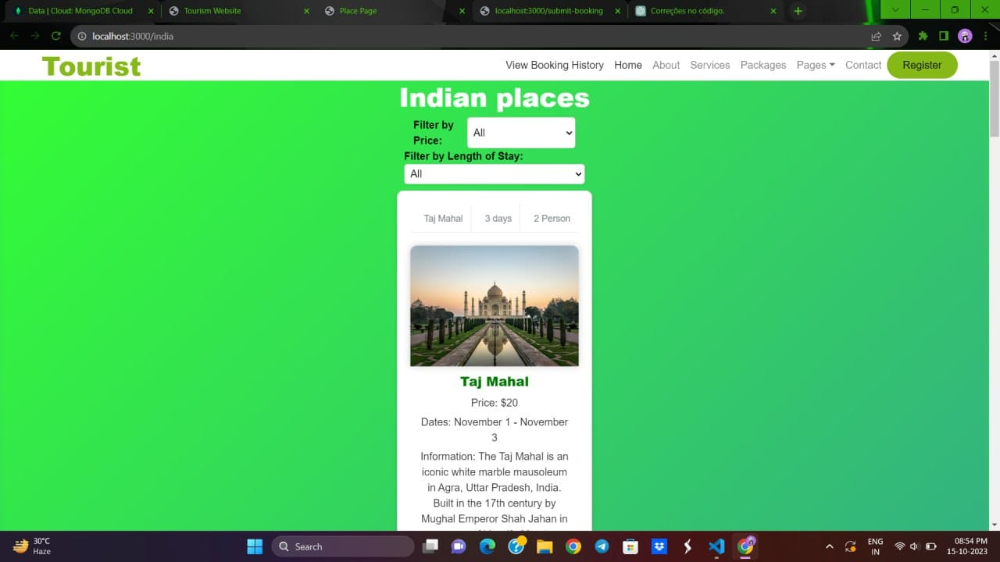 Data | Cloud: MongoDB Cloud
Tourism Website
Place Page
localhost:3000/submit-booking
Correções no código.
localhost:3000/india
Tourist
View Booking History Home About Services Packages Pages Contact Register
Indian places
Filter by
Price:
All
Filter by Length of Stay:
All
Taj Mahal 3 days 2 Person
Taj Mahal
Price: $20
Dates: November 1 - November
3
Information: The Taj Mahal is an
iconic white marble mausoleum
in Agra, Uttar Pradesh, India.
Built in the 17th century by
Mughal Emperor Shah Jahan in
30°C
Haze
Search
ENG
IN
08:54 PM
15-10-2023